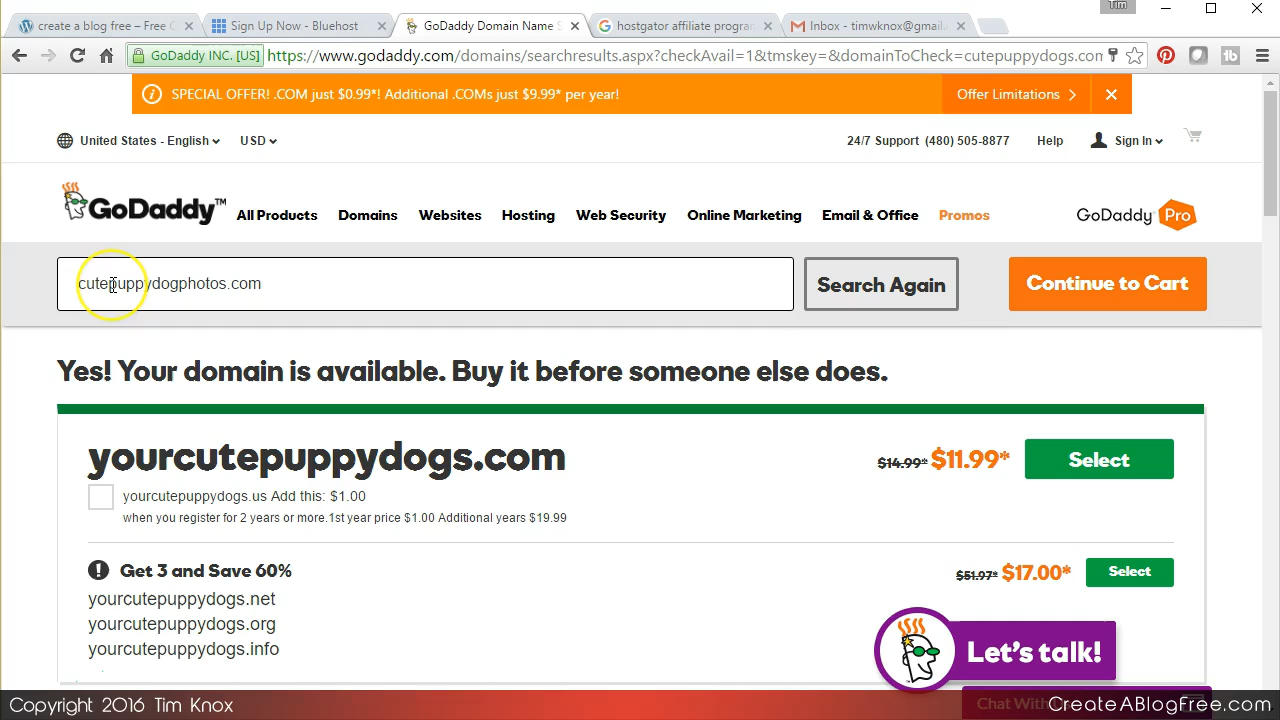 Tim
create a blog free – Free C
Sign Up Now - Bluehost
GoDaddy Domain Name S
hostgator affiliate program
Inbox - timwknox@gmail.
GoDaddy INC. [US]
https://www.godaddy.com/domains/searchresults.aspx?checkAvail=1&tmskey=&domainToCheck=cutepuppydogs.com
SPECIAL OFFER! .COM just $0.99*! Additional .COMs just $9.99* per year!
Offer Limitations
United States - English
USD
24/7 Support (480) 505-8877
Help
Sign In
GoDaddy™
All Products
Domains
Websites
Hosting
Web Security
Online Marketing
Email & Office
Promos
GoDaddy Pro
cutepuppydogphotos.com
Search Again
Continue to Cart
Yes! Your domain is available. Buy it before someone else does.
yourcutepuppydogs.com
$14.99* $11.99*
Select
yourcutepuppydogs.us Add this: $1.00
when you register for 2 years or more.1st year price $1.00 Additional years $19.99
Get 3 and Save 60%
$51.97* $17.00*
Select
yourcutepuppydogs.net
yourcutepuppydogs.org
yourcutepuppydogs.info
Let's talk!
Copyright 2016 Tim Knox
Chat With
CreateABlogFree.com